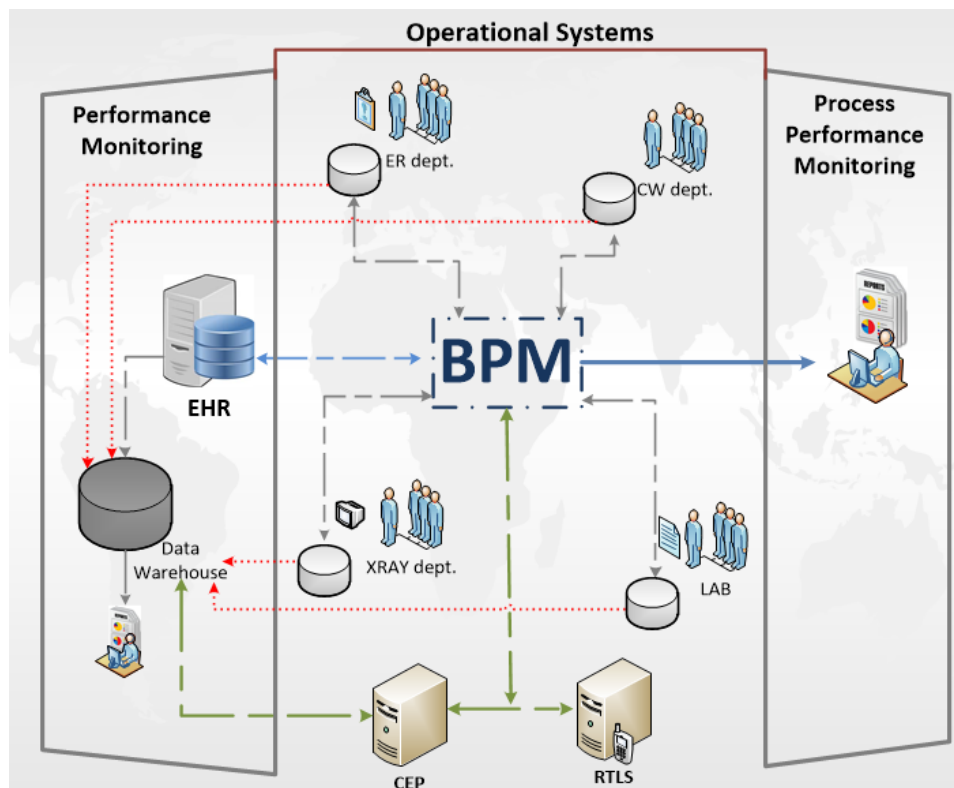 Operational Systems
Performance
Monitoring
Process
Performance
Monitoring
ER dept.
CW dept.
REPORTS
BPM
EHR
Data
Warehouse
XRAY dept.
LAB
CEP
RTLS